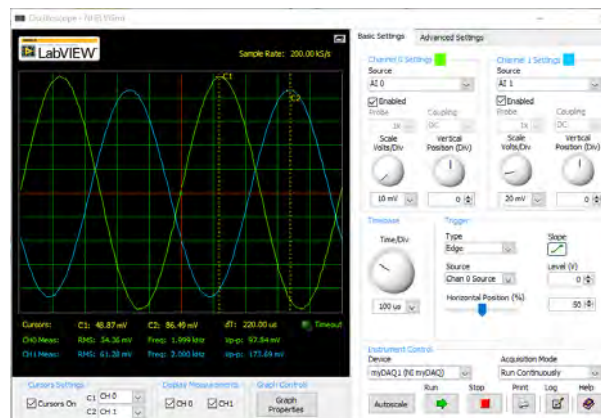 Oscilloscope - NI ELVISmx
LabVIEW
Sample Rate: 200.00 kS/s
C1
C2
Cursors: C1: 48.87 mV C2: 86.49 mV dT: 220.00 us Timeout
CH0 Meas: RMS: 34.36 mV Freq: 1.999 kHz Vp-p: 97.84 mV
CH1 Meas: RMS: 61.28 mV Freq: 2.000 kHz Vp-p: 173.69 mV
Cursors Settings
Cursors On
C1 CH 0
C2 CH 1
Display Measurements
CH 0 CH1
Graph Controls
Graph
Properties
Basic Settings Advanced Settings
Channel 0 Settings
Source
AI 0
Enabled
Probe Coupling
1x DC
Scale Vertical
Volts/Div Position (Div)
10 mV 0
Channel 1 Settings
Source
AI 1
Enabled
Probe Coupling
1x DC
Scale Vertical
Volts/Div Position (Div)
20 mV 0
Timebase
Time/Div
100 us
Trigger
Type Slope
Edge
Source Level (V)
Chan 0 Source 0
Horizontal Position (%)
50
Instrument Control
Device Acquisition Mode
myDAQ1 (NI myDAQ) Run Continuously
Run Stop Print Log Help
Autoscale